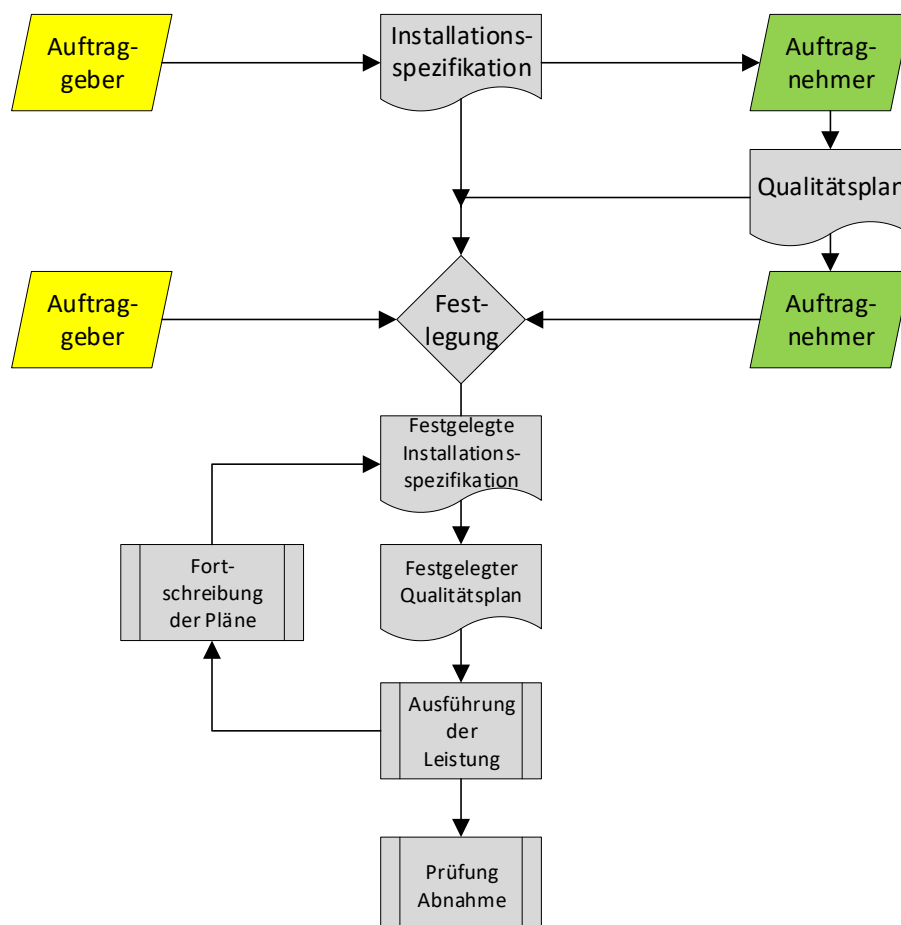 Auftrag-
geber
Installations-
spezifikation
Auftrag-
nehmer
Qualitätsplan
Auftrag-
geber
Fest-
legung
Auftrag-
nehmer
Festgelegte
Installations-
spezifikation
Fort-
schreibung
der Pläne
Festgelegter
Qualitätsplan
Ausführung
der
Leistung
Prüfung
Abnahme